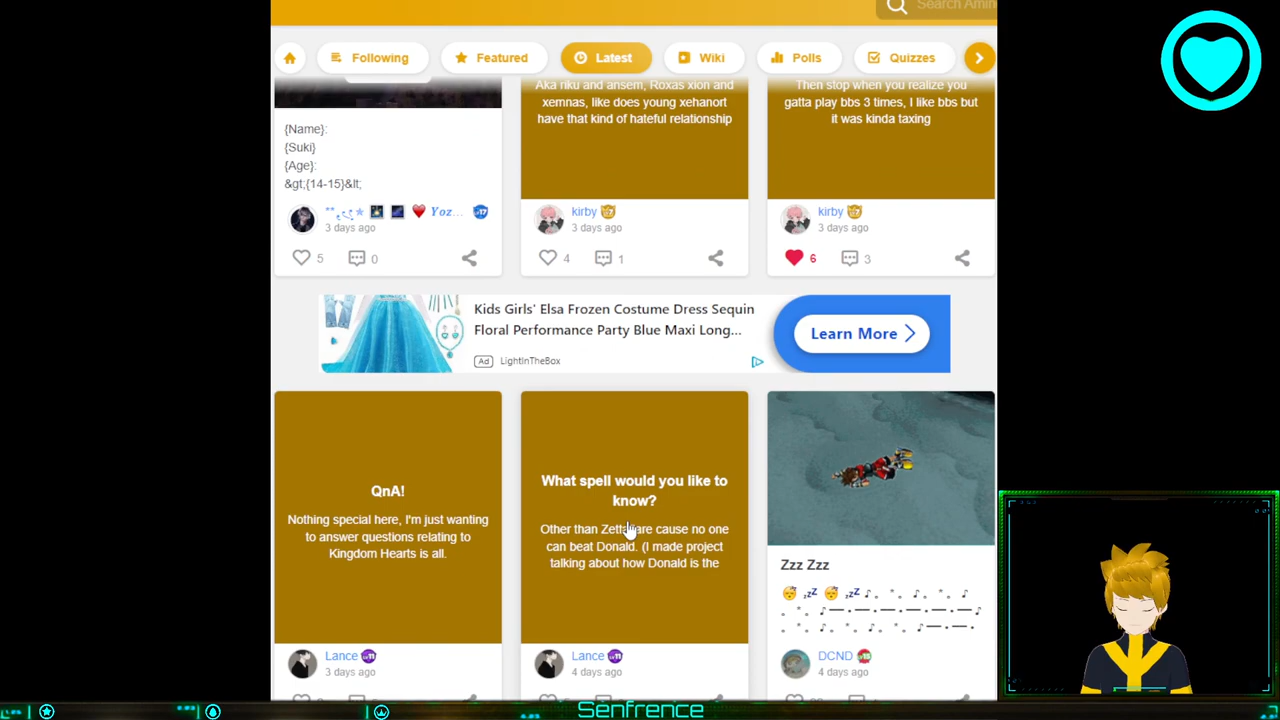 Search Amino
Following
Featured
Latest
Wiki
Polls
Quizzes
{Name}:
{Suki}
{Age}:
&gt;{14-15}&lt;
Yoz...
3 days ago
5
0
Aka riku and ansem, Roxas xion and
xemnas, like does young xehanort
have that kind of hateful relationship
kirby
3 days ago
4
1
Then stop when you realize you
gatta play bbs 3 times, I like bbs but
it was kinda taxing
kirby
3 days ago
6
3
Kids Girls' Elsa Frozen Costume Dress Sequin
Floral Performance Party Blue Maxi Long...
Ad LightInTheBox
Learn More
QnA!
Nothing special here, I'm just wanting
to answer questions relating to
Kingdom Hearts is all.
Lance
3 days ago
What spell would you like to
know?
Other than cause no one
can beat Donald. (I made project
talking about how Donald is the
Lance
4 days ago
Zzz Zzz
DCND
4 days ago
Senfrence